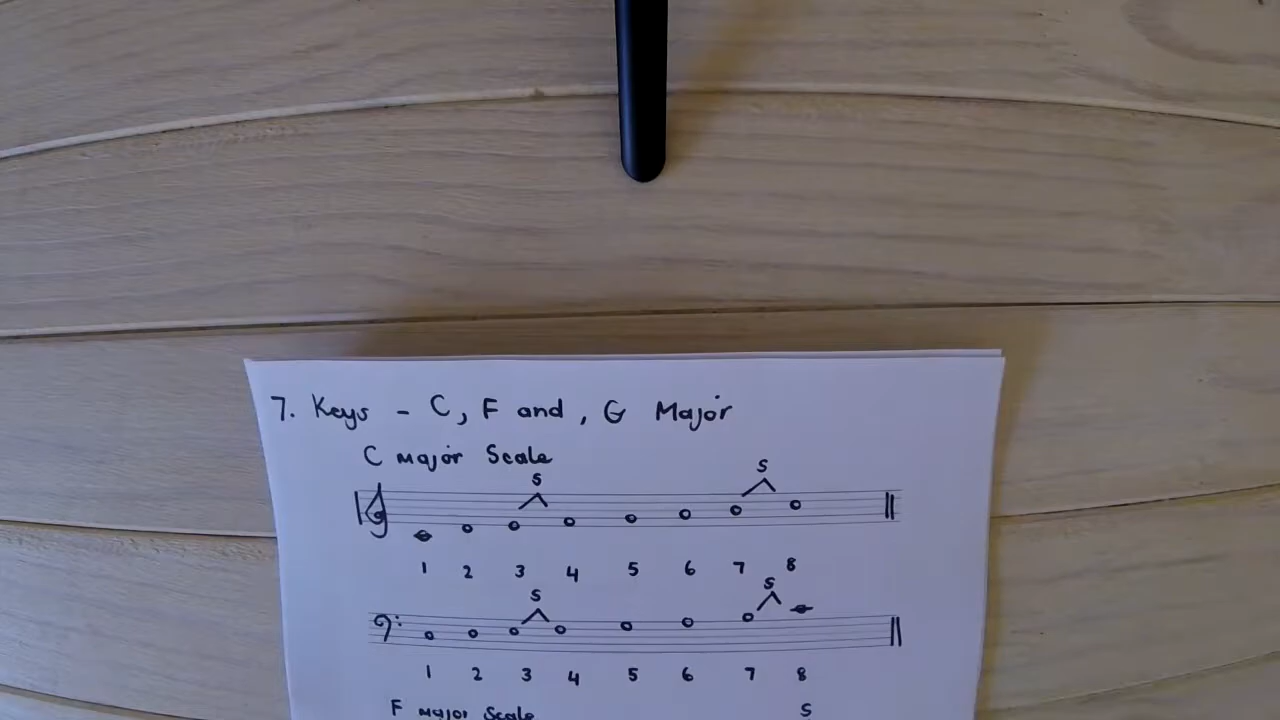 7. Keys - C, F and, G Major
C major Scale
S S
1 2 3 4 5 6 7 8
S S
1 2 3 4 5 6 7 8
F major Scale
S